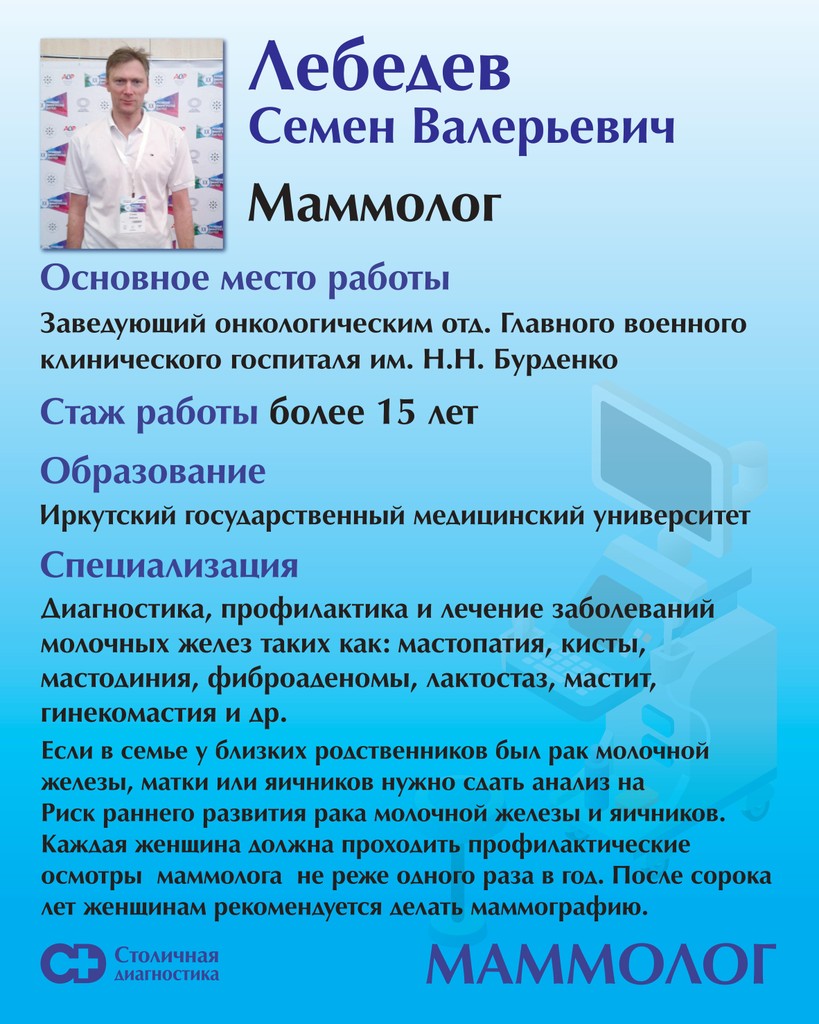 Лебедев
Семен Валерьевич
Маммолог
Основное место работы
Заведующий онкологическим отд. Главного военного
клинического госпиталя им. Н.Н. Бурденко
Стаж работы более 15 лет
Образование
Иркутский государственный медицинский университет
Специализация
Диагностика, профилактика и лечение заболеваний
молочных желез таких как: мастопатия, кисты,
мастодиния, фиброаденомы, лактостаз, мастит,
гинекомастия и др.
Если в семье у близких родственников был рак молочной
железы, матки или яичников нужно сдать анализ на
Риск раннего развития рака молочной железы и яичников.
Каждая женщина должна проходить профилактические
осмотры маммолога не реже одного раза в год. После сорока
лет женщинам рекомендуется делать маммографию.
Столичная
диагностика
МАММОЛОГ